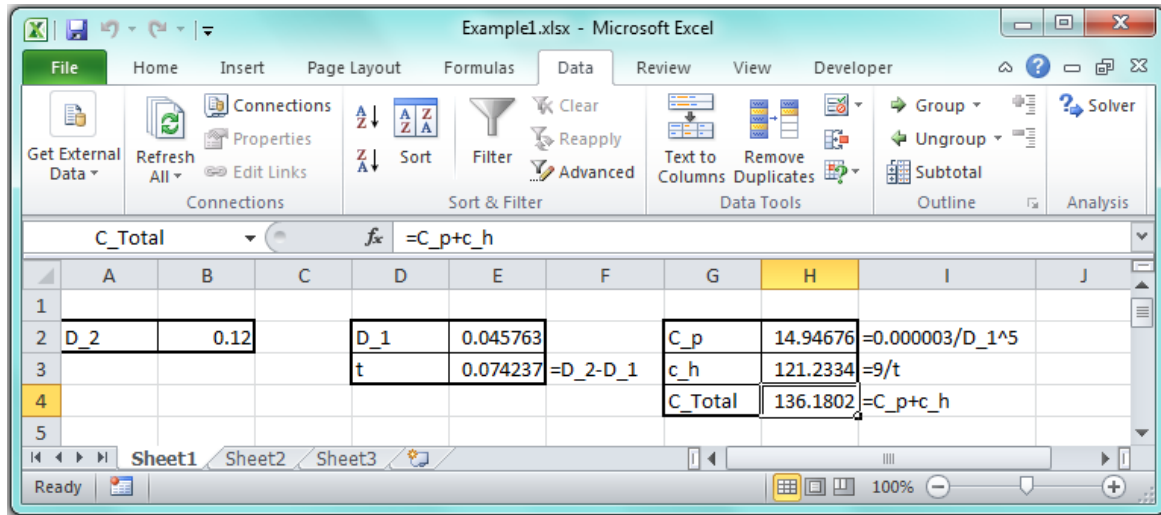 Example1.xlsx - Microsoft Excel
File Home Insert Page Layout Formulas Data Review View Developer
Get External Data
Refresh All
Connections
Properties
Edit Links
Connections
Sort
Filter
Clear
Reapply
Advanced
Sort & Filter
Text to Columns
Remove Duplicates
Data Tools
Group
Ungroup
Subtotal
Outline
Solver
Analysis
C_Total fx =C_p+c_h
A B C D E F G H I J
1
2 D_2 0.12 D_1 0.045763 C_p 14.94676 =0.000003/D_1^5
3 t 0.074237 =D_2-D_1 c_h 121.2334 =9/t
4 C_Total 136.1802 =C_p+c_h
5
Sheet1 Sheet2 Sheet3
Ready 100%